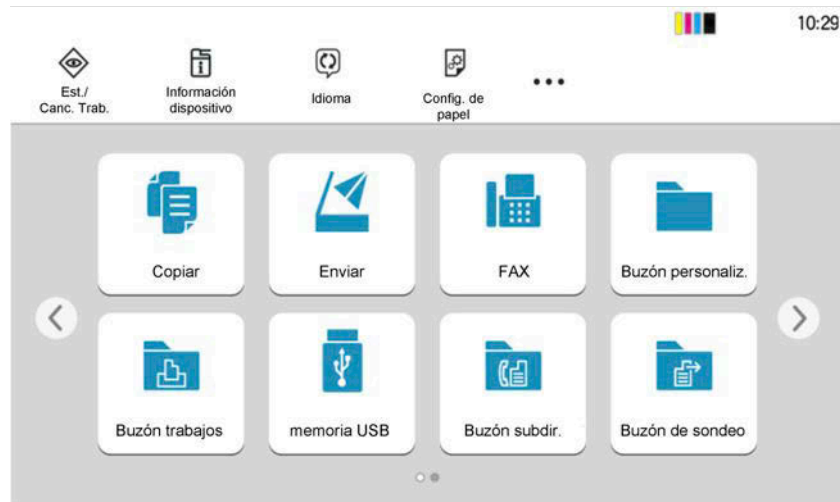 10:29
Est./
Canc. Trab.
Información
dispositivo
Idioma
Config. de
papel
Copiar
Enviar
FAX
Buzón personaliz.
Buzón trabajos
memoria USB
Buzón subdir.
Buzón de sondeo